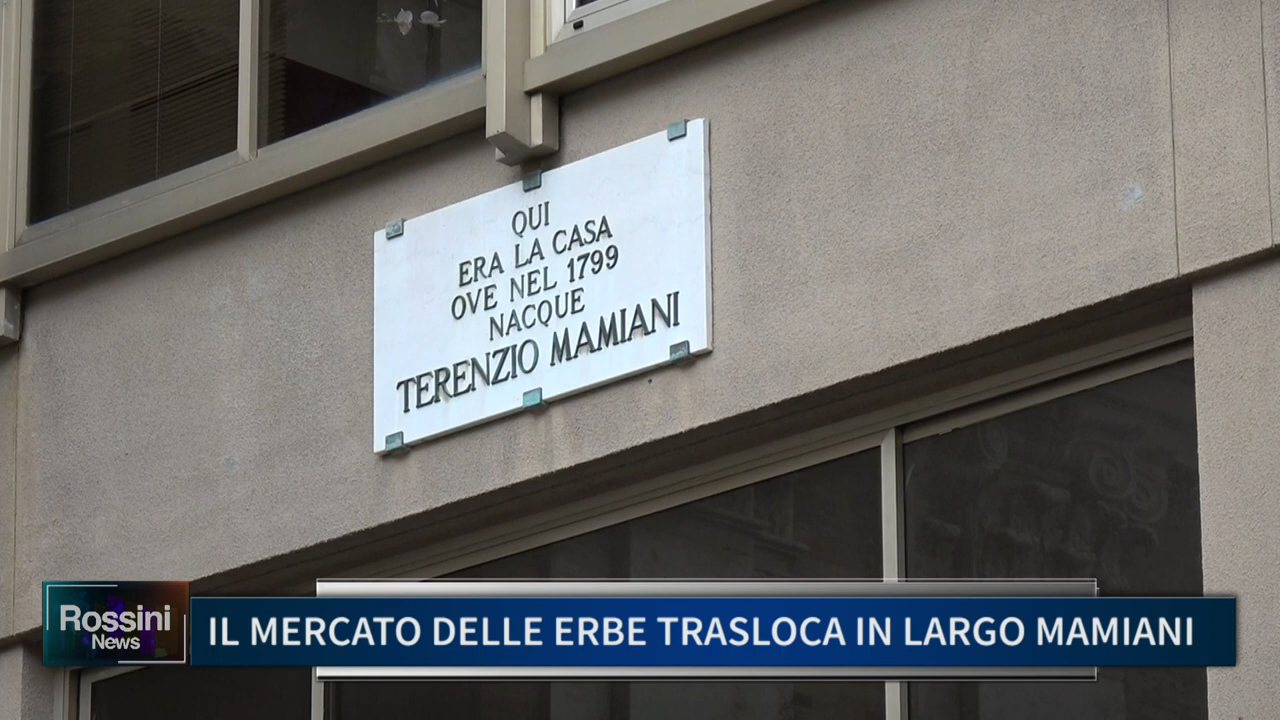 QUI
ERA LA CASA
OVE NEL 1799
NACQUE
TERENZIO MAMIANI
Rossini
News
IL MERCATO DELLE ERBE TRASLOCA IN LARGO MAMIANI